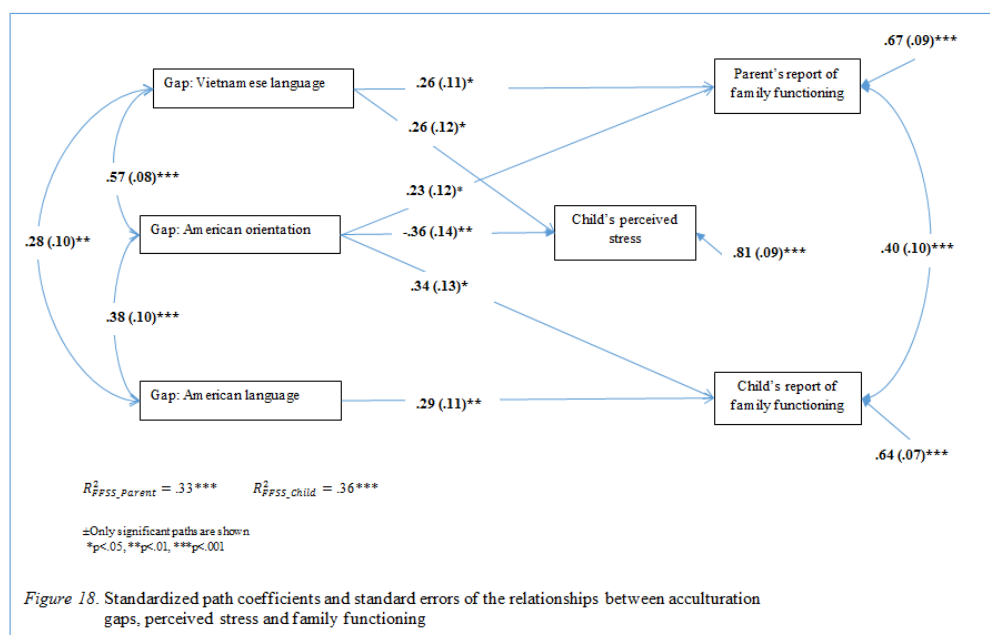 .67 (.09)***
Gap: Vietnamese language
.26 (.11)*
Parent's report of
family functioning
.26 (.12)*
.57 (.08)***
.23 (.12)*
.28 (.10)**
Gap: American orientation
-.36 (.14)**
Child's perceived
stress
.81 (.09)***
.40 (.10)***
.34 (.13)*
.38 (.10)***
Gap: American language
.29 (.11)**
Child's report of
family functioning
.64 (.07)***
R²FFSS_Parent = .33*** R²FFSS_Child = .36***
±Only significant paths are shown
*p<.05, **p<.01, ***p<.001
Figure 18. Standardized path coefficients and standard errors of the relationships between acculturation
gaps, perceived stress and family functioning